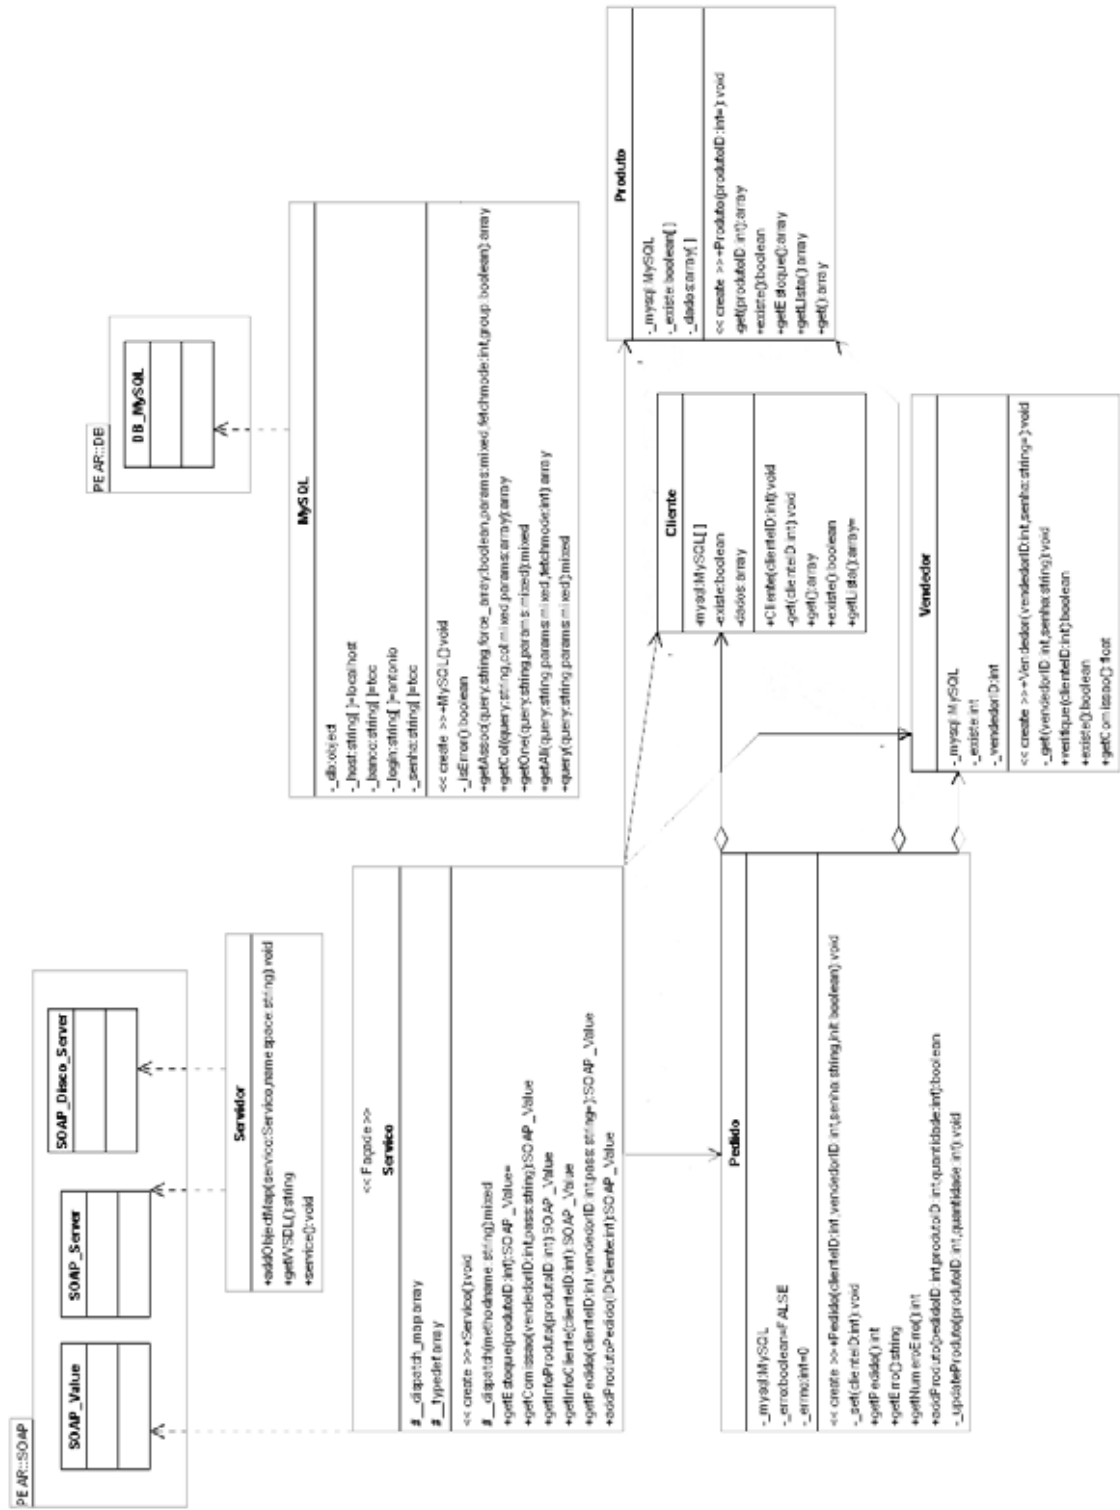 PEAR::SOAP
SOAP_Value
SOAP_Server
SOAP_Disco_Server
Servidor
+addObjectMap(servico:Servico,namespace:string):void
+getWSDL():string
+service():void
<< Façade >>
Servico
#__dispatch_map:array
#__typedef:array
<< create >>+Servico():void
#__dispatch(methodname:string):mixed
+getEstoque(produtoID:int):SOAP_Value=
+getComissao(vendedorID:int,pass:string):SOAP_Value
+getInfoProduto(produtoID:int):SOAP_Value
+getInfoCliente(clienteID:int):SOAP_Value
+getPedido(clienteID:int,vendedorID:int,pass:string=):SOAP_Value
+addProdutoPedido(IDCliente:int):SOAP_Value
Pedido
-_mysql:MySQL
-_erro:boolean=FALSE
-_errno:int=0
<< create >>+Pedido(clienteID:int,vendedorID:int,senha:string,init:boolean):void
-_set(clienteID:int):void
+getPedido():int
+getErro():string
+getNumeroErro():int
+addProduto(pedidoID:int,produtoID:int,quantidade:int):boolean
-_updateProduto(produtoID:int,quantidade:int):void
PEAR::DB
DB_MySQL
MySQL
-_db:object
-_host:string[ ]=localhost
-_banco:string[ ]=tcc
-_login:string[ ]=antonio
-_senha:string[ ]=tcc
<< create >>+MySQL():void
-_isError():boolean
+getAssoc(query:string,force_array:boolean,params:mixed,fetchmode:int,group:boolean):array
+getCol(query:string,col:mixed,params:array):array
+getOne(query:string,params:mixed):mixed
+getAll(query:string,params:mixed,fetchmode:int):array
+query(query:string,params:mixed):mixed
Cliente
-mysql:MySQL[ ]
-existe:boolean
-dados:array
+Cliente(clienteID:int):void
-get(clienteID:int):void
+get():array
+existe():boolean
+getLista():array=
Vendedor
-_mysql:MySQL
-_existe:int
-_vendedorID:int
<< create >>+Vendedor(vendedorID:int,senha:string=):void
-_get(vendedorID:int,senha:string):void
+verifique(clienteID:int):boolean
+existe():boolean
+getComissao():float
Produto
-_mysql:MySQL
-_existe:boolean[ ]
-_dados:array[ ]
<< create >>+Produto(produtoID:int=):void
-get(produtoID:int):array
+existe():boolean
+getEstoque():array
+getLista():array
+get():array